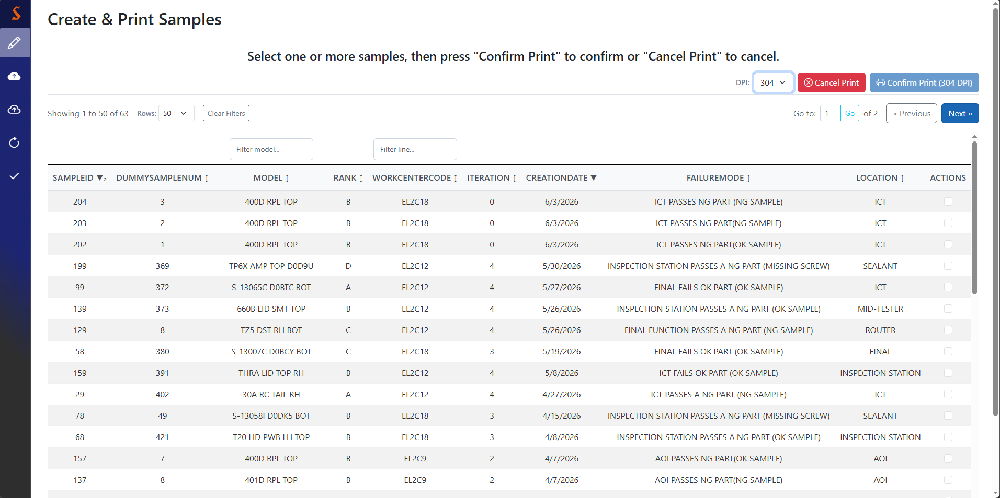 Create & Print Samples
Select one or more samples, then press "Confirm Print" to confirm or "Cancel Print" to cancel.
DPI: 304 Cancel Print Confirm Print (304 DPI)
Showing 1 to 50 of 63 Rows: 50 Clear Filters Go to: 1 Go of 2 « Previous Next »
Filter model... Filter line...
SAMPLEID ▼2 DUMMYSAMPLENUM ↕ MODEL ↕ RANK ↕ WORKCENTERCODE ↕ ITERATION ↕ CREATIONDATE ▼ FAILUREMODE ↕ LOCATION ↕ ACTIONS
204 3 400D RPL TOP B EL2C18 0 6/3/2026 ICT PASSES NG PART (NG SAMPLE) ICT
203 2 400D RPL TOP B EL2C18 0 6/3/2026 ICT PASSES NG PART(NG SAMPLE) ICT
202 1 400D RPL TOP B EL2C18 0 6/3/2026 ICT PASSES NG PART(OK SAMPLE) ICT
199 369 TP6X AMP TOP D0D9U D EL2C12 4 5/30/2026 INSPECTION STATION PASSES A NG PART (MISSING SCREW) SEALANT
99 372 S-13065C D0BTC BOT A EL2C12 4 5/27/2026 FINAL FAILS OK PART (OK SAMPLE) ICT
139 373 660B LID SMT TOP B EL2C12 4 5/26/2026 INSPECTION STATION PASSES A NG PART (OK SAMPLE) MID-TESTER
129 8 TZ5 DST RH BOT C EL2C12 4 5/26/2026 FINAL FUNCTION PASSES A NG PART (NG SAMPLE) ROUTER
58 380 S-13007C D0BCY BOT C EL2C18 3 5/19/2026 FINAL FAILS OK PART (OK SAMPLE) FINAL
159 391 THRA LID TOP RH B EL2C12 4 5/8/2026 ICT FAILS OK PART (OK SAMPLE) INSPECTION STATION
29 402 30A RC TAIL RH A EL2C12 4 4/27/2026 ICT PASSES A NG PART (NG SAMPLE) ICT
78 49 S-13058I D0DK5 BOT B EL2C18 3 4/15/2026 INSPECTION STATION PASSES A NG PART (MISSING SCREW) SEALANT
68 421 T20 LID PWB LH TOP B EL2C18 3 4/8/2026 INSPECTION STATION PASSES A NG PART (OK SAMPLE) INSPECTION STATION
157 7 400D RPL TOP B EL2C9 2 4/7/2026 AOI PASSES NG PART(OK SAMPLE) AOI
137 8 401D RPL TOP B EL2C9 2 4/7/2026 AOI PASSES NG PART(NG SAMPLE) AOI